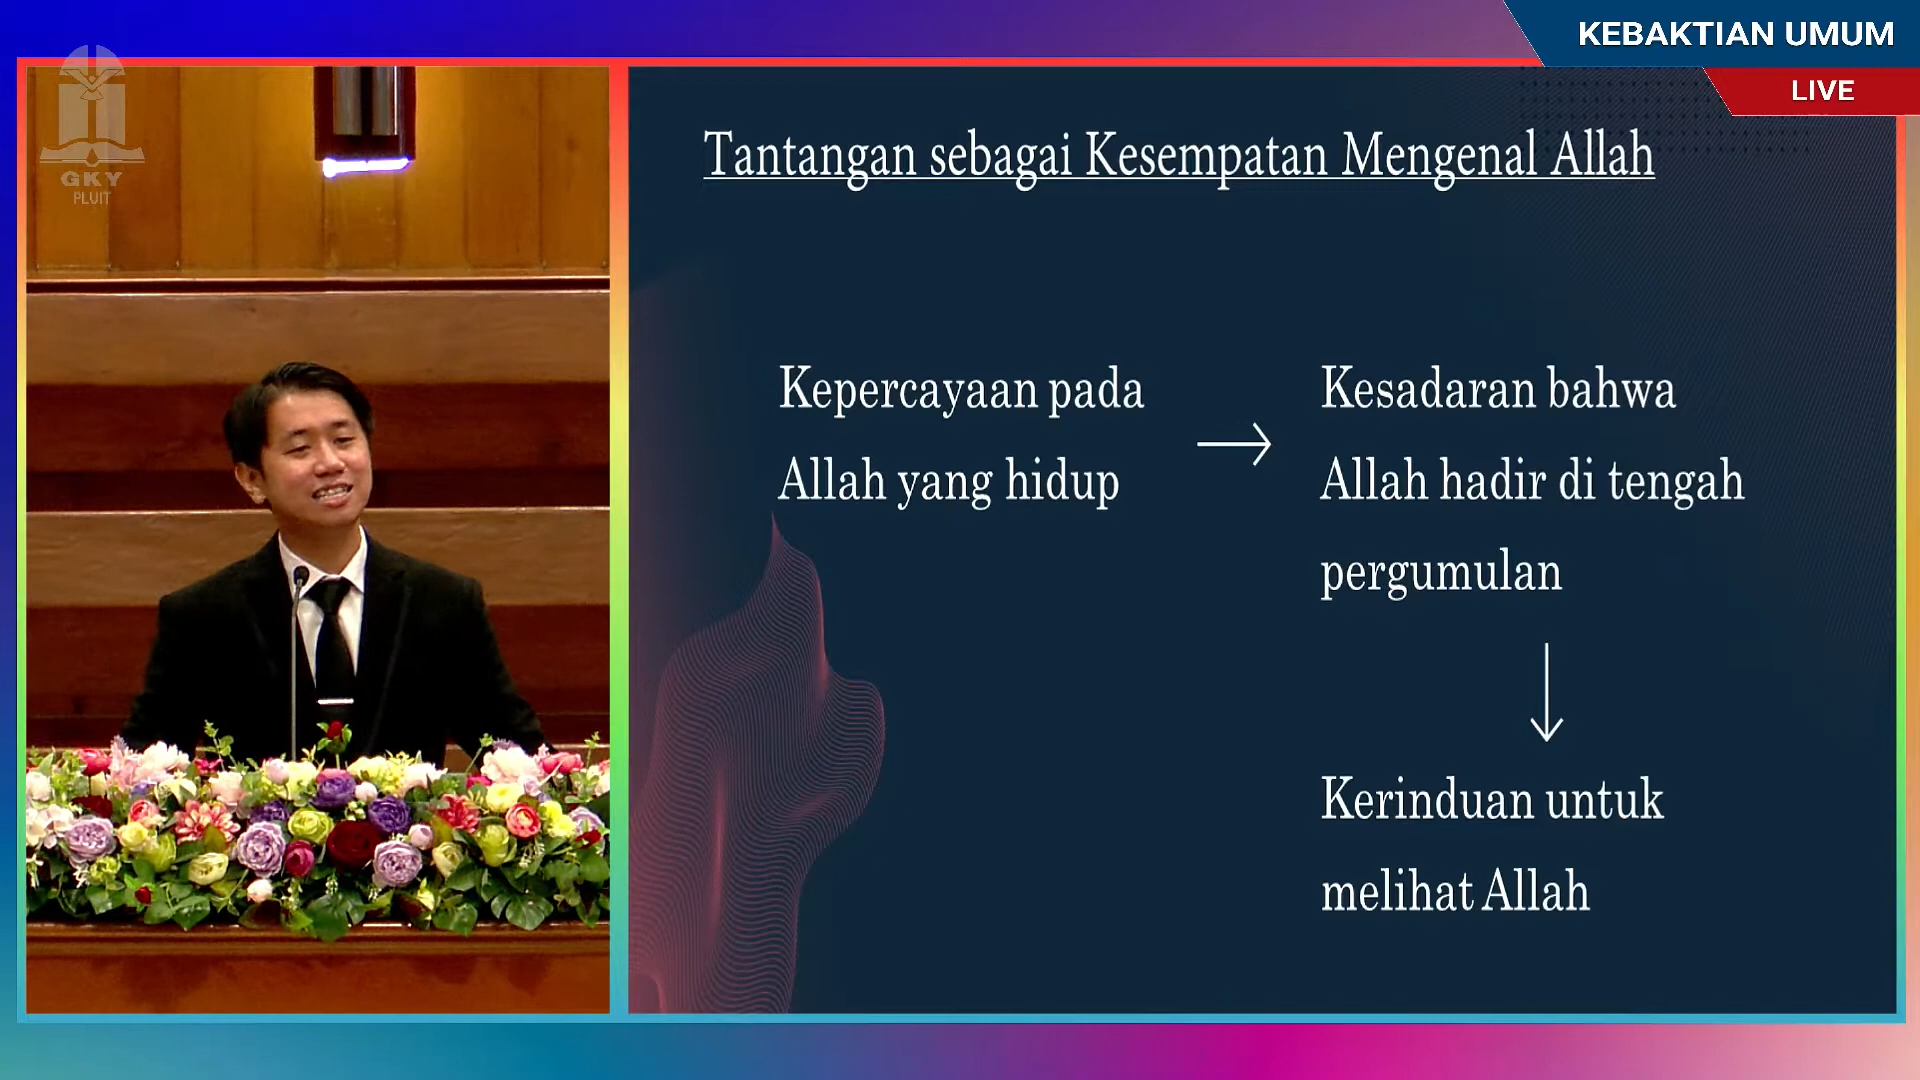 KEBAKTIAN UMUM
LIVE
GKY
PLUIT
Tantangan sebagai Kesempatan Mengenal Allah
Kepercayaan pada
Allah yang hidup
Kesadaran bahwa
Allah hadir di tengah
pergumulan
Kerinduan untuk
melihat Allah